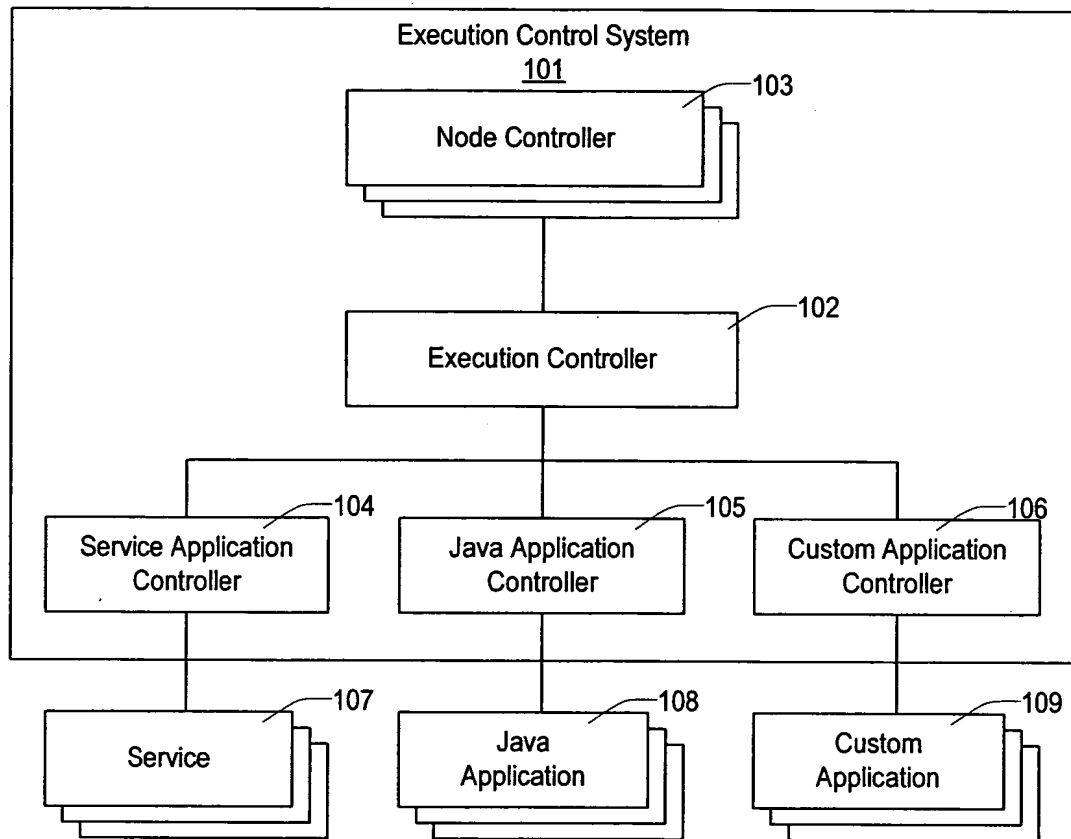 Execution Control System
101
103
Node Controller
102
Execution Controller
104
Service Application
Controller
105
Java Application
Controller
106
Custom Application
Controller
107
Service
108
Java
Application
109
Custom
Application